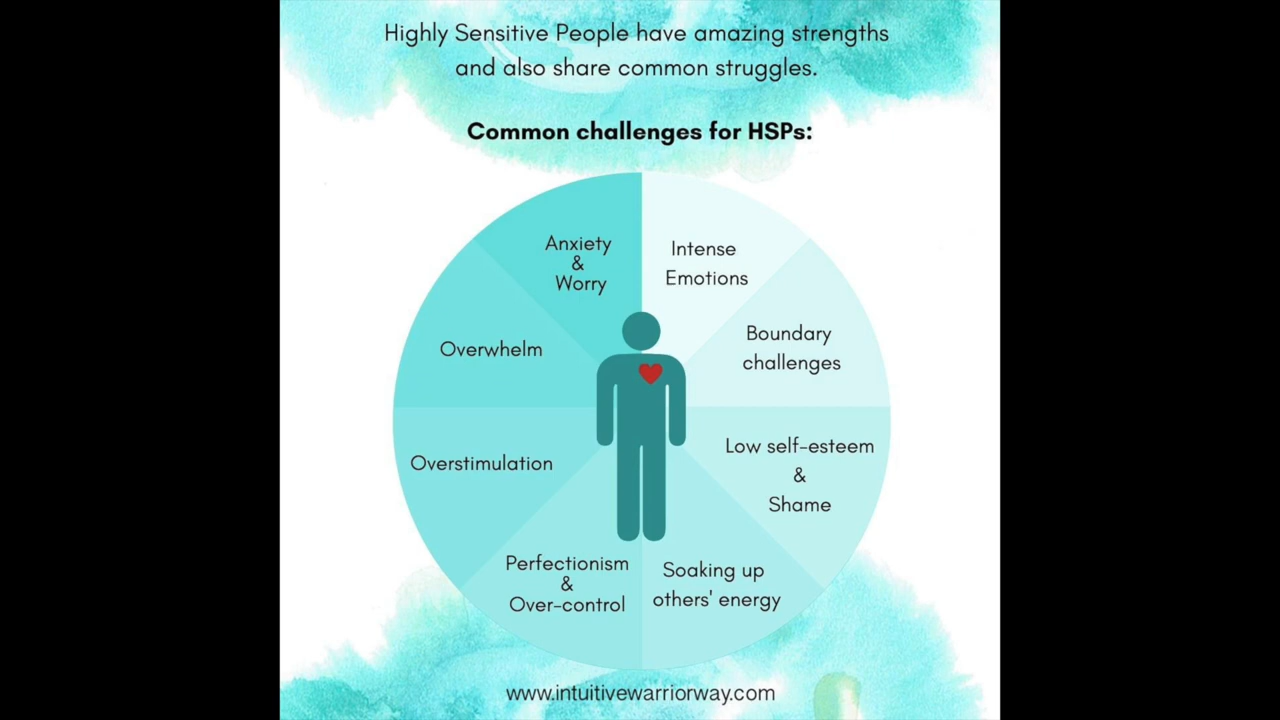 Highly Sensitive People have amazing strengths
and also share common struggles.
Common challenges for HSPs:
Intense
Emotions
Boundary
challenges
Low self-esteem
&
Shame
Soaking up
others' energy
Perfectionism
&
Over-control
Overstimulation
Overwhelm
Anxiety
&
Worry
www.intuitivewarriorway.com